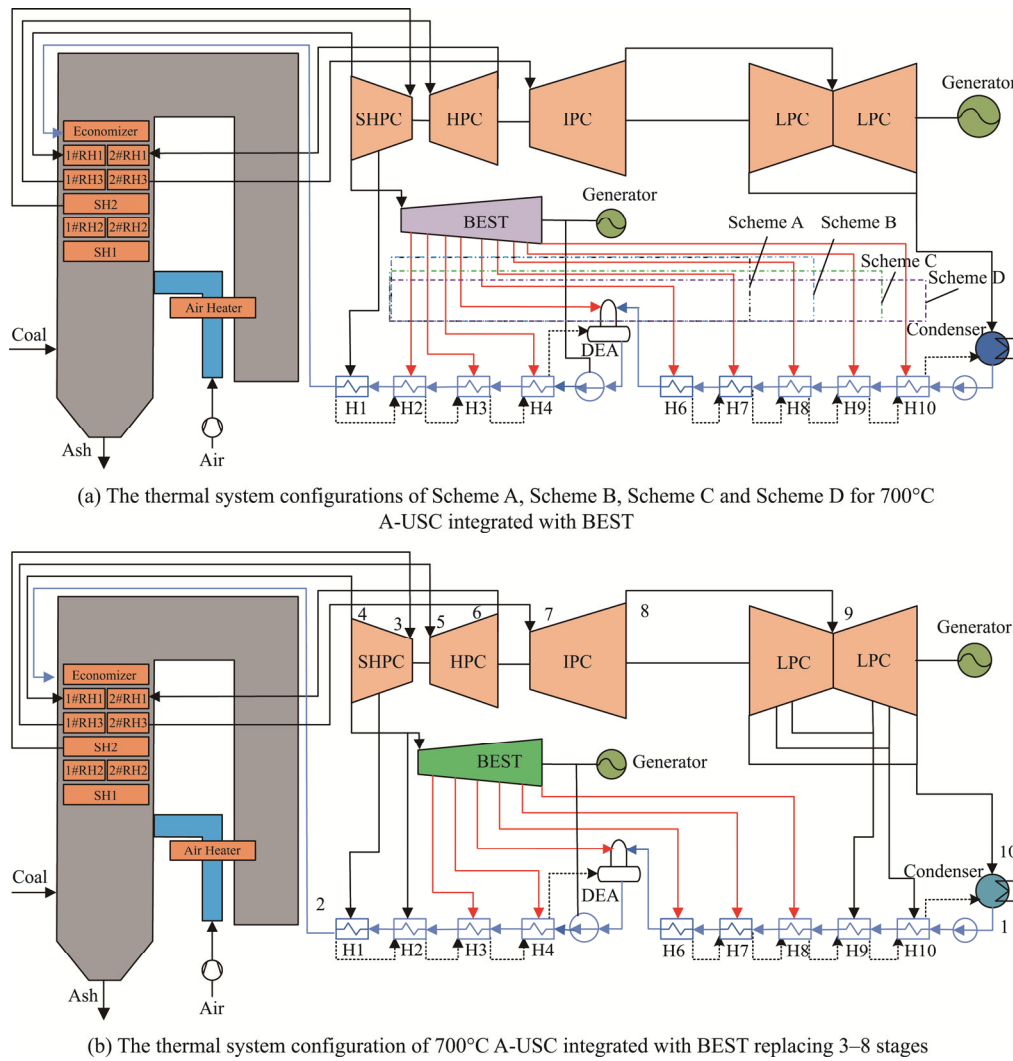 Economizer
1#RH1 2#RH1
1#RH3 2#RH3
SH2
1#RH2 2#RH2
SH1
Air Heater
Coal
Ash
Air
SHPC
HPC
IPC
LPC
LPC
Generator
BEST
Generator
Scheme A
Scheme B
Scheme C
Scheme D
Condenser
DEA
H1
H2
H3
H4
H6
H7
H8
H9
H10
(a) The thermal system configurations of Scheme A, Scheme B, Scheme C and Scheme D for 700°C
A-USC integrated with BEST
Economizer
1#RH1 2#RH1
1#RH3 2#RH3
SH2
1#RH2 2#RH2
SH1
Air Heater
Coal
Ash
Air
4
3
5
6
7
8
9
SHPC
HPC
IPC
LPC
LPC
Generator
BEST
Generator
DEA
Condenser
10
1
2
H1
H2
H3
H4
H6
H7
H8
H9
H10
(b) The thermal system configuration of 700°C A-USC integrated with BEST replacing 3–8 stages